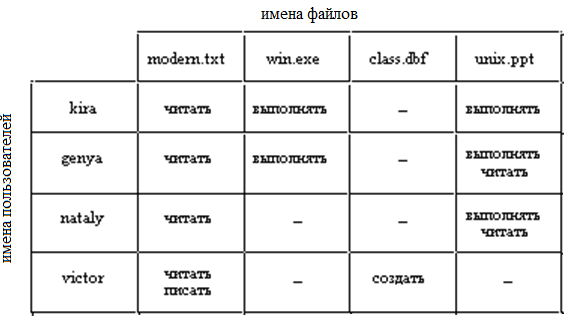 имена файлов
modern.txt win.exe class.dbf unix.ppt
имена пользователей
kira читать выполнять – выполнять
genya читать выполнять – выполнять
читать
nataly читать – – выполнять
читать
victor читать – создать –
писать